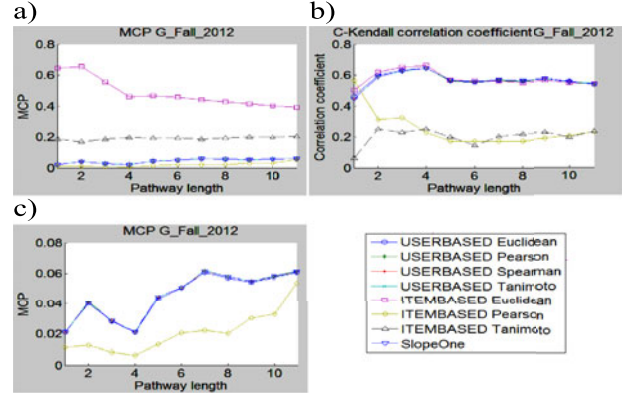 a)
MCP G_Fall_2012
0.8
0.6
0.4
0.2
0
MCP
2 4 6 8 10
Pathway length
b)
C-Kendall correlation coefficientG_Fall_2012
0.8
0.6
0.4
0.2
0
Correlation coefficient
2 4 6 8 10
Pathway length
c)
MCP G_Fall_2012
0.08
0.06
0.04
0.02
0
MCP
2 4 6 8 10
Pathway length
USERBASED Euclidean
USERBASED Pearson
USERBASED Speaman
USERBASED Tanimoto
ITEMBASED Euclidean
ITEMBASED Pearson
ITEMBASED Tanimoto
SlopeOne